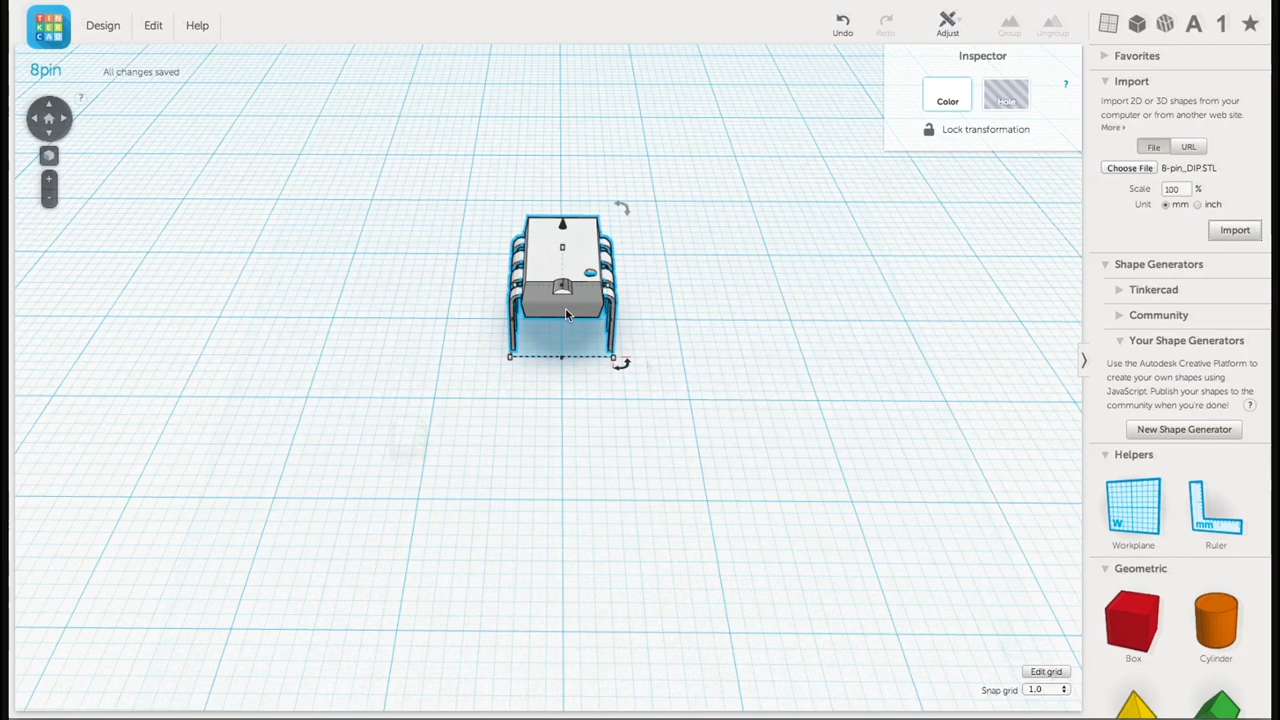 TIN
KER
CAD
Design
Edit
Help
Undo
Redo
Adjust
Group
Ungroup
A
1
8pin
All changes saved
?
+
-
Inspector
Color
Hole
?
Lock transformation
Favorites
Import
Import 2D or 3D shapes from your
computer or from another web site.
More ›
File
URL
Choose File
8-pin_DIP.STL
Scale
100
%
Unit
mm
inch
Import
Shape Generators
Tinkercad
Community
Your Shape Generators
Use the Autodesk Creative Platform to
create your own shapes using
JavaScript. Publish your shapes to the
community when you're done!
?
New Shape Generator
Helpers
W
mm
Workplane
Ruler
Geometric
Box
Cylinder
Edit grid
Snap grid
1.0